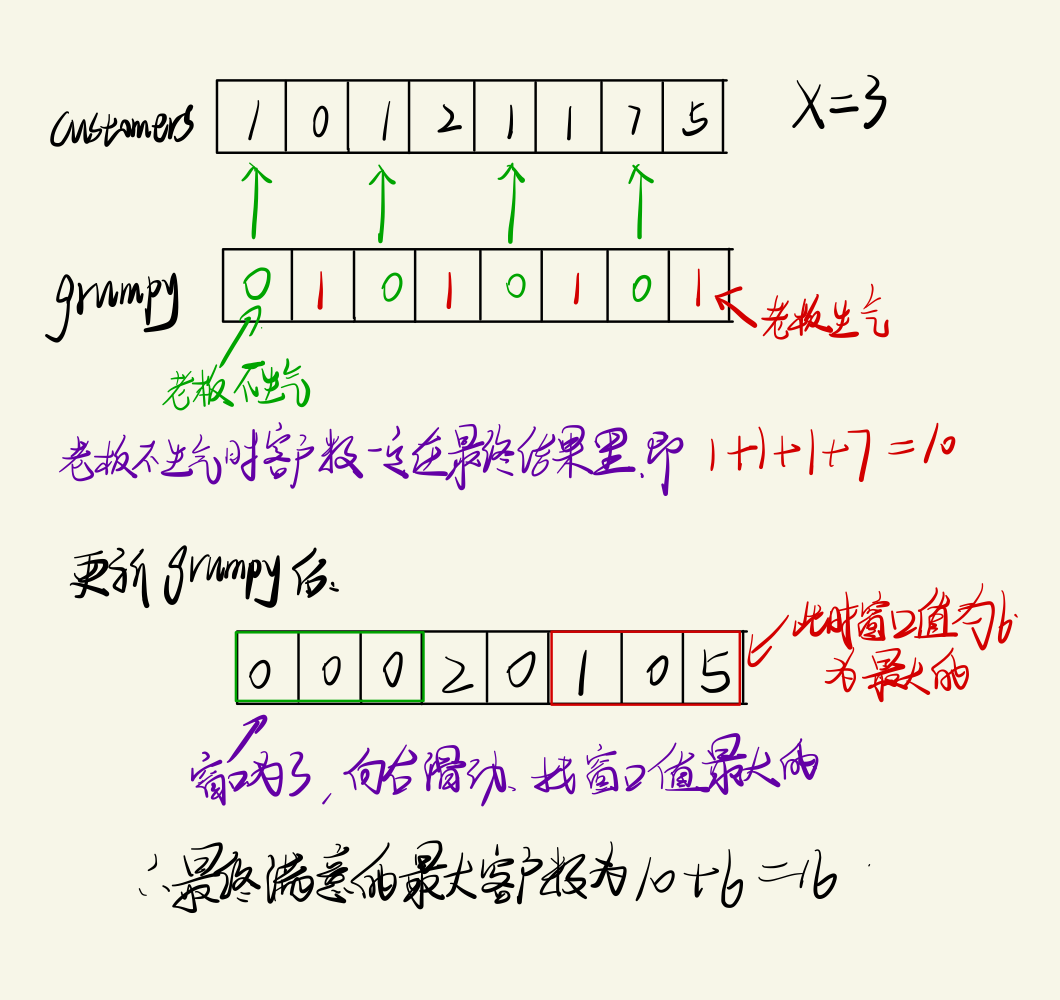 customers 1 0 1 2 1 1 7 5 X=3
grumpy 0 1 0 1 0 1 0 1 老板生气
老板不生气
老板不生气时客户数一定在最终结果里,即 1+1+1+7=10
更新grumpy后:
0 0 0 2 0 1 0 5 此时窗口值为6
为最大的
窗口为3,向右滑动、找窗口值最大的
∴最终满意的最大客户数为10+6=16